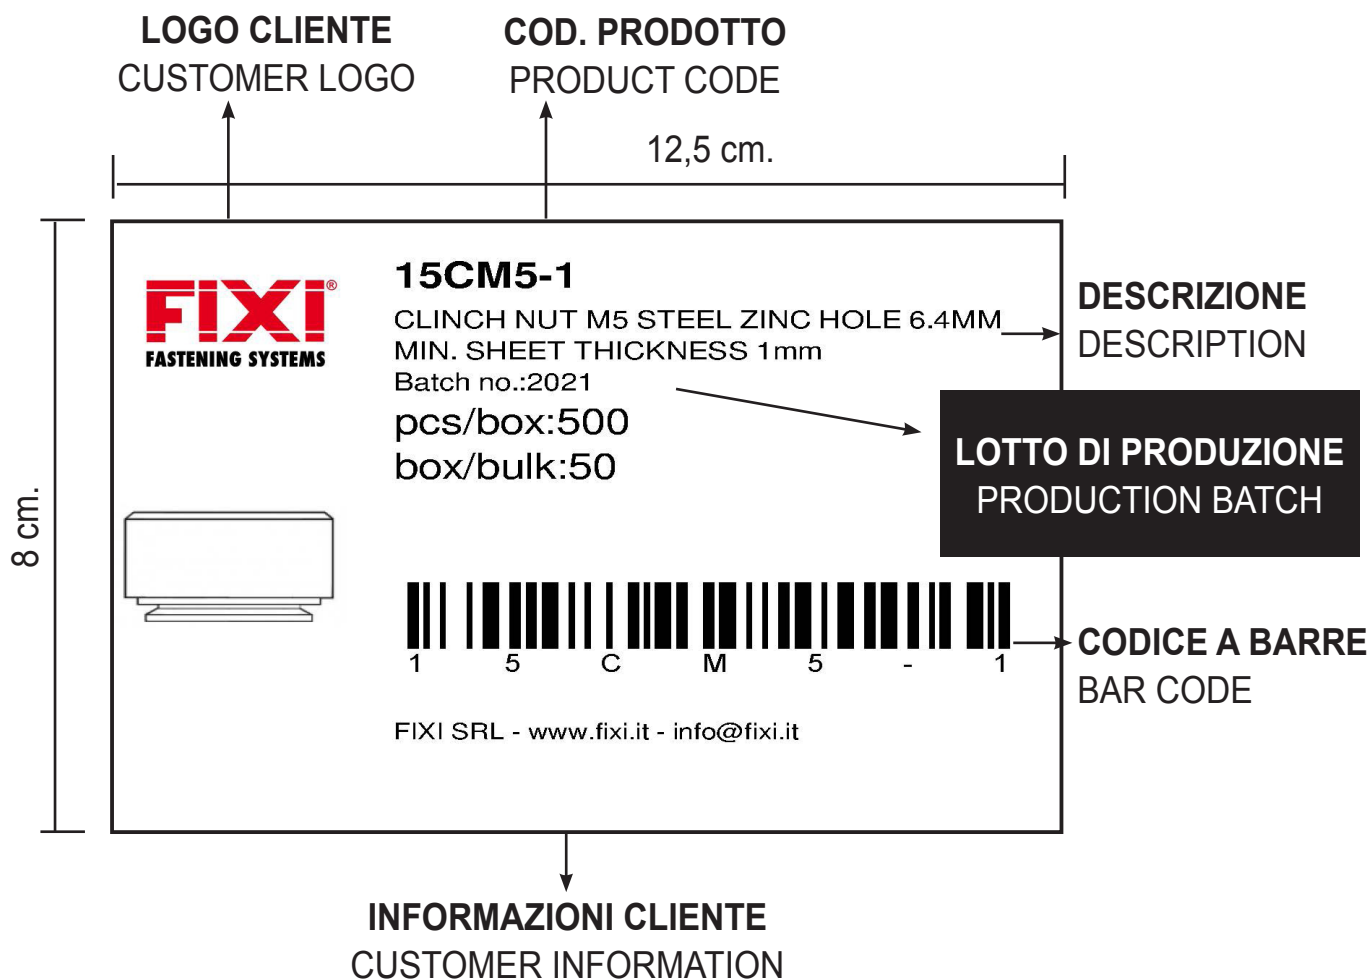 LOGO CLIENTE
CUSTOMER LOGO
COD. PRODOTTO
PRODUCT CODE
12,5 cm.
8 cm.
FIXI®
FASTENING SYSTEMS
15CM5-1
CLINCH NUT M5 STEEL ZINC HOLE 6.4MM
MIN. SHEET THICKNESS 1mm
Batch no.:2021
pcs/box:500
box/bulk:50
DESCRIZIONE
DESCRIPTION
LOTTO DI PRODUZIONE
PRODUCTION BATCH
1 5 C M 5 - 1
CODICE A BARRE
BAR CODE
FIXI SRL - www.fixi.it - info@fixi.it
INFORMAZIONI CLIENTE
CUSTOMER INFORMATION